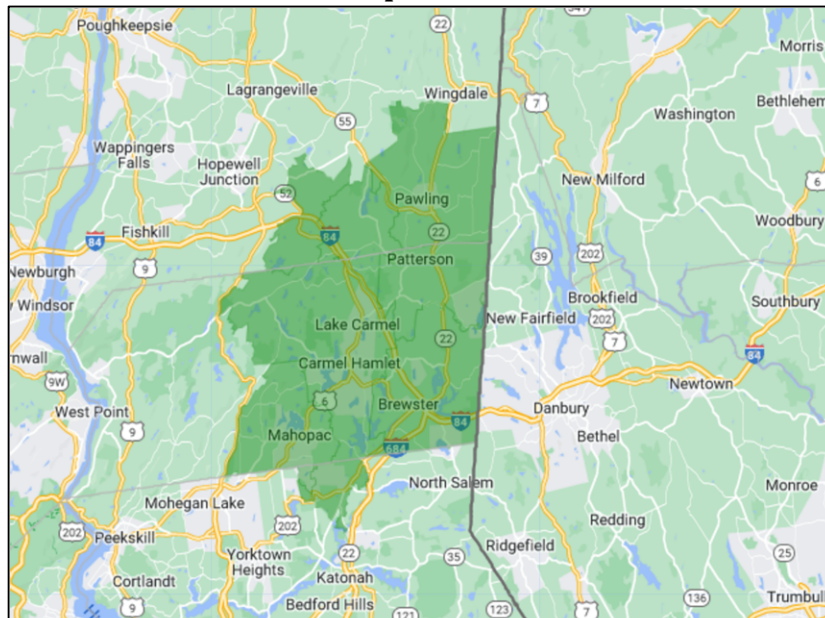 Poughkeepsie
22
Morris
Lagrangeville
Wingdale
7
Bethlehem
Washington
55
Wappingers
Falls
Hopewell
Junction
6
52
Pawling
New Milford
Woodbury
Fishkill
84
22
84
9
Patterson
39
202
Newburgh
Windsor
Brookfield
Southbury
Lake Carmel
New Fairfield
202
22
7
84
Carmel Hamlet
9W
6
Newtown
West Point
Brewster
Danbury
9
84
Mahopac
Bethel
684
North Salem
Monroe
Mohegan Lake
202
202
Redding
Peekskill
Ridgefield
22
35
25
Yorktown
Heights
Cortlandt
Katonah
136
Trumbull
9
Bedford Hills
121
123
7